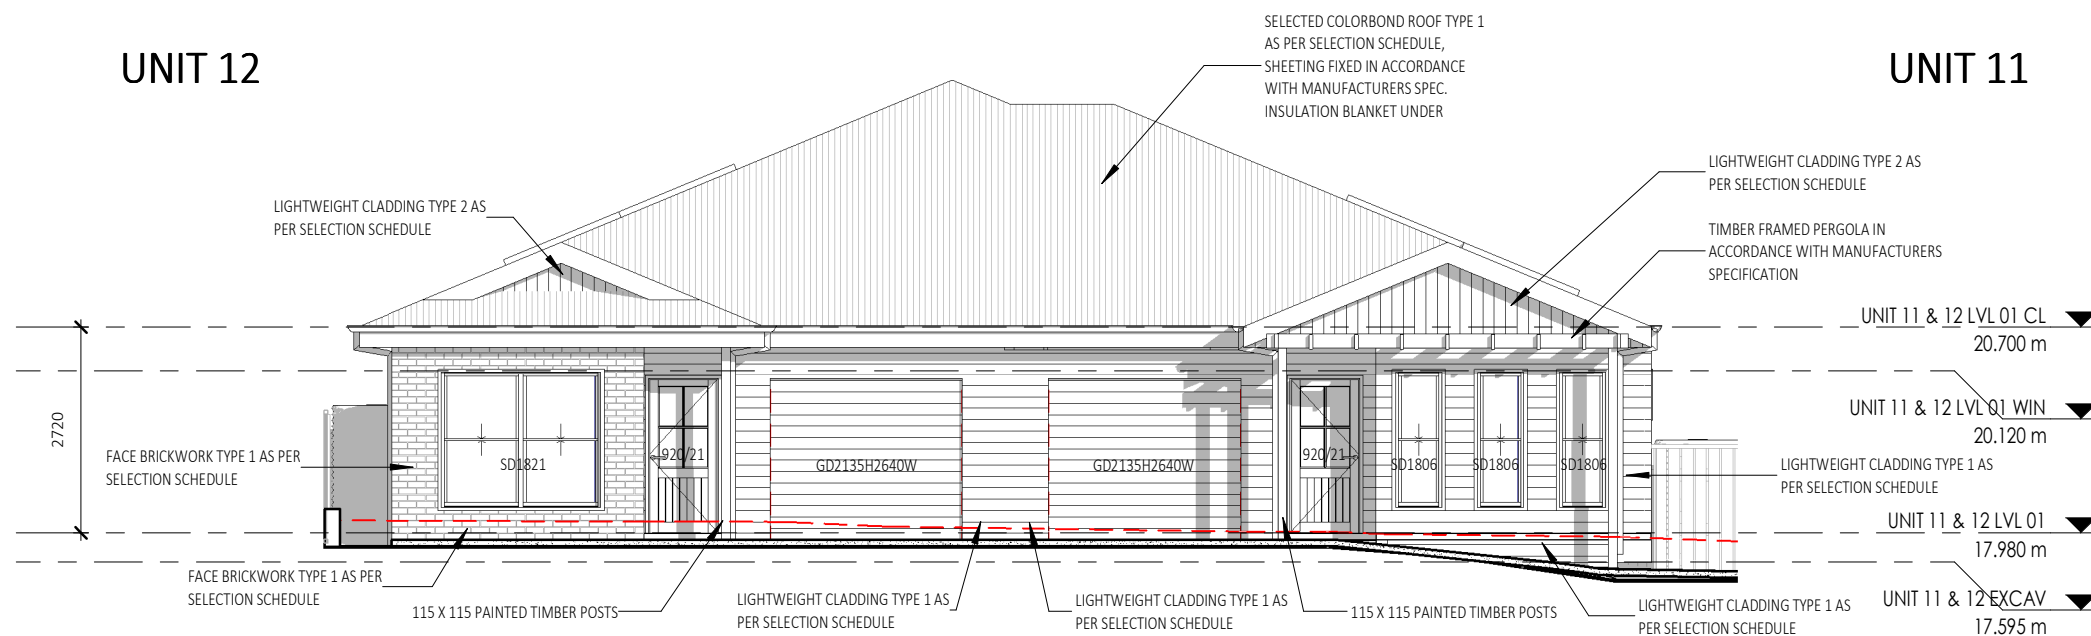 UNIT 12
UNIT 11
SELECTED COLORBOND ROOF TYPE 1
AS PER SELECTION SCHEDULE,
SHEETING FIXED IN ACCORDANCE
WITH MANUFACTURERS SPEC.
INSULATION BLANKET UNDER
LIGHTWEIGHT CLADDING TYPE 2 AS
PER SELECTION SCHEDULE
LIGHTWEIGHT CLADDING TYPE 2 AS
PER SELECTION SCHEDULE
TIMBER FRAMED PERGOLA IN
ACCORDANCE WITH MANUFACTURERS
SPECIFICATION
UNIT 11 & 12 LVL 01 CL
20.700 m
2720
UNIT 11 & 12 LVL 01 WIN
20.120 m
FACE BRICKWORK TYPE 1 AS PER
SELECTION SCHEDULE
SD1821
920/21
GD2135H2640W
GD2135H2640W
920/21
SD1806
SD1806
SD1806
LIGHTWEIGHT CLADDING TYPE 1 AS
PER SELECTION SCHEDULE
UNIT 11 & 12 LVL 01
17.980 m
FACE BRICKWORK TYPE 1 AS PER
SELECTION SCHEDULE
115 X 115 PAINTED TIMBER POSTS
LIGHTWEIGHT CLADDING TYPE 1 AS
PER SELECTION SCHEDULE
LIGHTWEIGHT CLADDING TYPE 1 AS
PER SELECTION SCHEDULE
115 X 115 PAINTED TIMBER POSTS
LIGHTWEIGHT CLADDING TYPE 1 AS
PER SELECTION SCHEDULE
UNIT 11 & 12 EXCAV
17.595 m